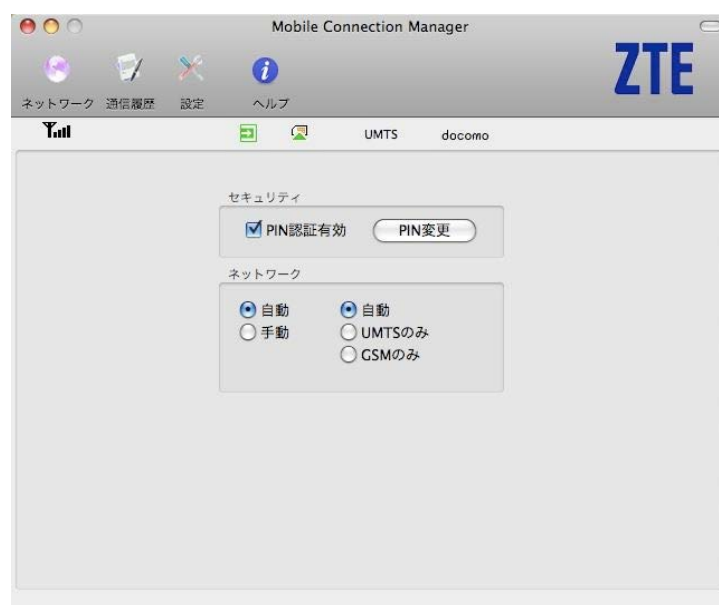 Mobile Connection Manager
ネットワーク 通信履歴 設定 ヘルプ
ZTE
UMTS docomo
セキュリティ
PIN認証有効 PIN変更
ネットワーク
自動 自動
手動 UMTSのみ
GSMのみ